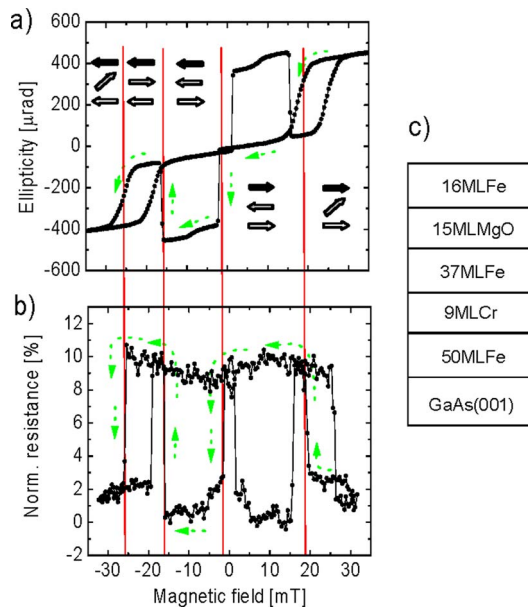 a)
600
400
200
0
-200
-400
-600
Ellipticity [µrad]
b)
12
10
8
6
4
2
0
-2
Norm. resistance [%]
-30 -20 -10 0 10 20 30
Magnetic field [mT]
c)
16MLFe
15MLMgO
37MLFe
9MLCr
50MLFe
GaAs(001)